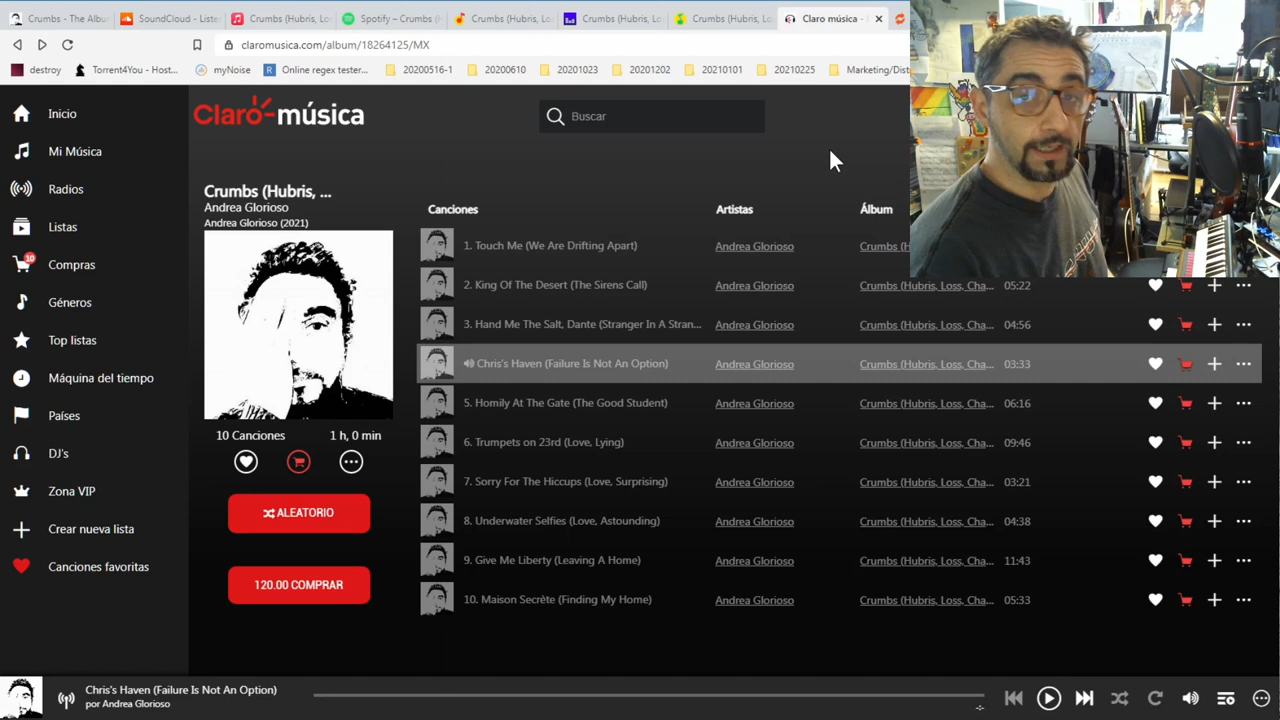 Crumbs - The Albu
SoundCloud - Liste
Crumbs (Hubris, Lo
Spotify – Crumbs (H
Crumbs (Hubris, Lo
Crumbs (Hubris, Lo
Crumbs (Hubris, Lo
Claro música -
claromusica.com/album/18264125/MX
destroy
Torrent4You - Host...
myNoise
Online regex tester...
20200516-1
20200610
20201023
20201202
20210101
20210225
Marketing/Dist
Inicio
Mi Música
Radios
Listas
10
Compras
Géneros
Top listas
Máquina del tiempo
Países
DJ's
Zona VIP
Crear nueva lista
Canciones favoritas
Claro música
Buscar
Crumbs (Hubris, ...
Andrea Glorioso
Andrea Glorioso (2021)
10 Canciones 1 h, 0 min
ALEATORIO
120.00 COMPRAR
Canciones Artistas Álbum
1. Touch Me (We Are Drifting Apart) Andrea Glorioso Crumbs (H
2. King Of The Desert (The Sirens Call) Andrea Glorioso Crumbs (Hubris, Loss, Cha... 05:22
3. Hand Me The Salt, Dante (Stranger In A Stran... Andrea Glorioso Crumbs (Hubris, Loss, Cha... 04:56
Chris's Haven (Failure Is Not An Option) Andrea Glorioso Crumbs (Hubris, Loss, Cha... 03:33
5. Homily At The Gate (The Good Student) Andrea Glorioso Crumbs (Hubris, Loss, Cha... 06:16
6. Trumpets on 23rd (Love, Lying) Andrea Glorioso Crumbs (Hubris, Loss, Cha... 09:46
7. Sorry For The Hiccups (Love, Surprising) Andrea Glorioso Crumbs (Hubris, Loss, Cha... 03:21
8. Underwater Selfies (Love, Astounding) Andrea Glorioso Crumbs (Hubris, Loss, Cha... 04:38
9. Give Me Liberty (Leaving A Home) Andrea Glorioso Crumbs (Hubris, Loss, Cha... 11:43
10. Maison Secrète (Finding My Home) Andrea Glorioso Crumbs (Hubris, Loss, Cha... 05:33
Chris's Haven (Failure Is Not An Option)
por Andrea Glorioso
-:-